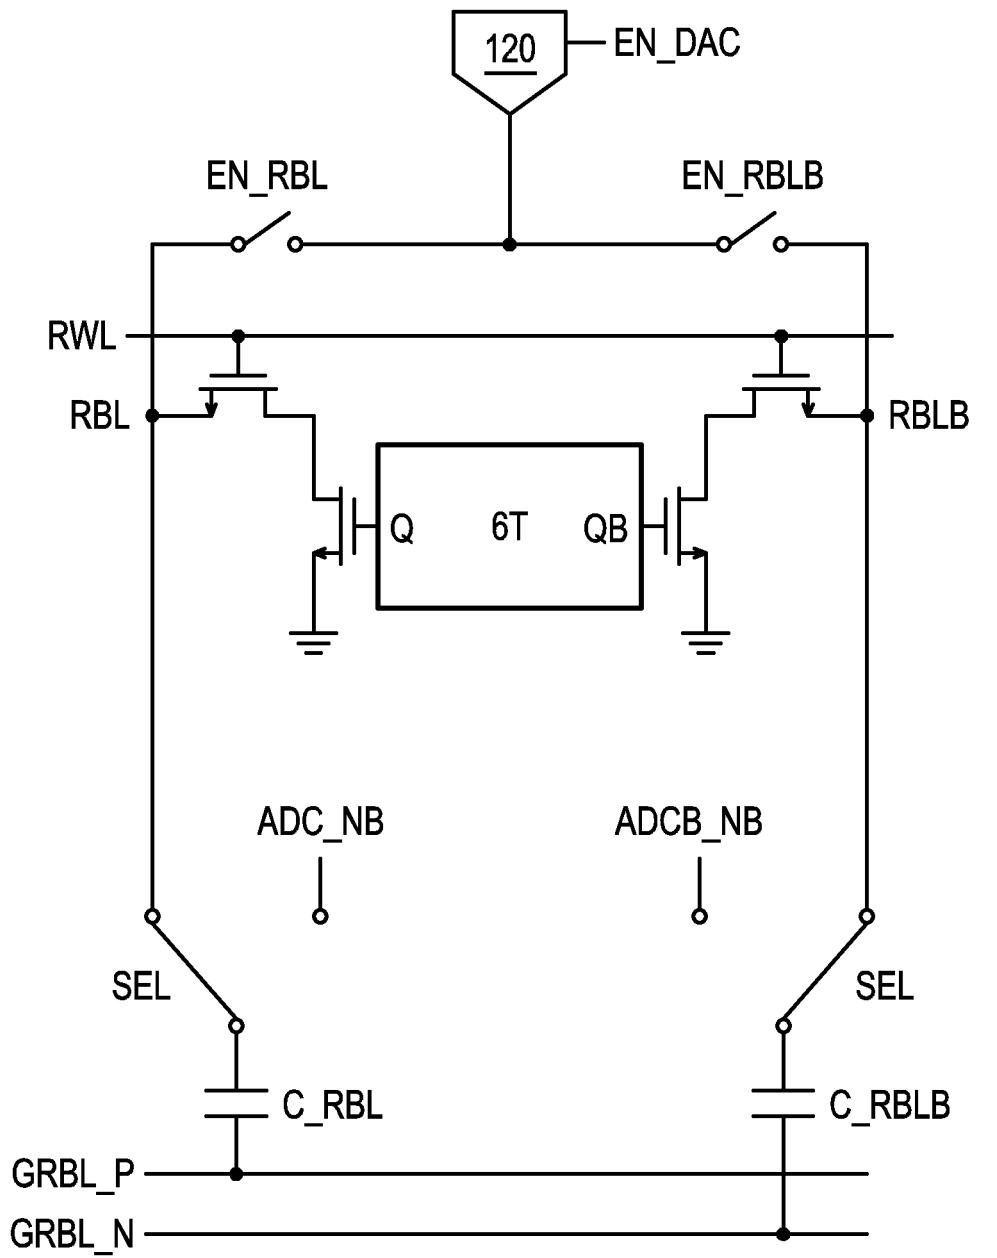 120 EN_DAC
EN_RBL EN_RBLB
RWL
RBL RBLB
Q 6T QB
ADC_NB ADCB_NB
SEL SEL
C_RBL C_RBLB
GRBL_P
GRBL_N